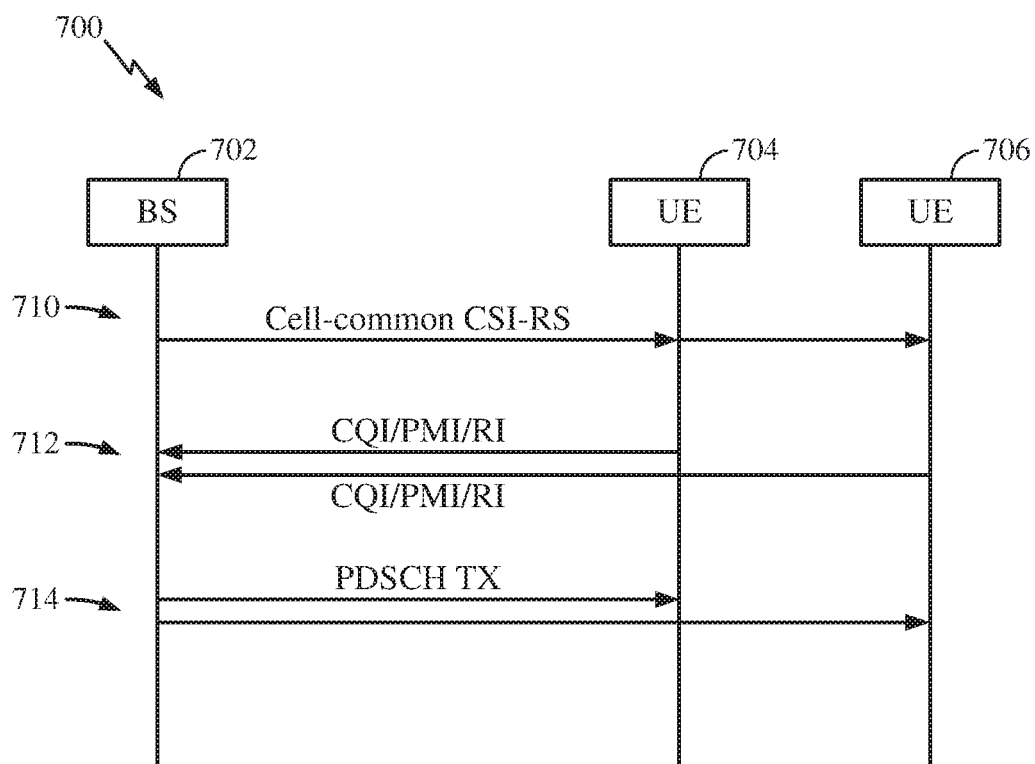 700
702
704
706
BS
UE
UE
710
Cell-common CSI-RS
712
CQI/PMI/RI
CQI/PMI/RI
PDSCH TX
714